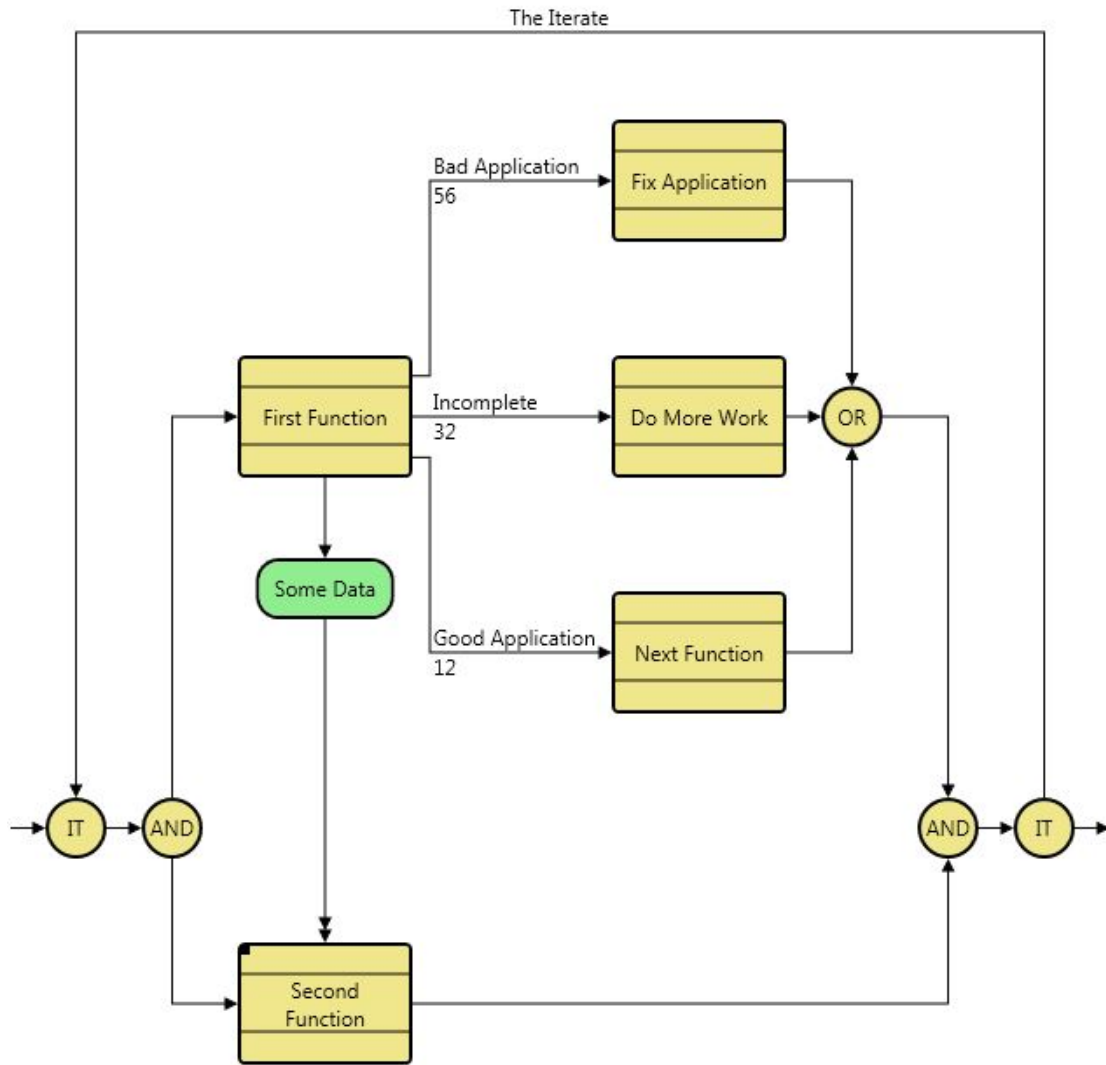 The Iterate
Bad Application
56
Fix Application
First Function
Incomplete
32
Do More Work
OR
Some Data
Good Application
12
Next Function
IT
AND
AND
IT
Second
Function